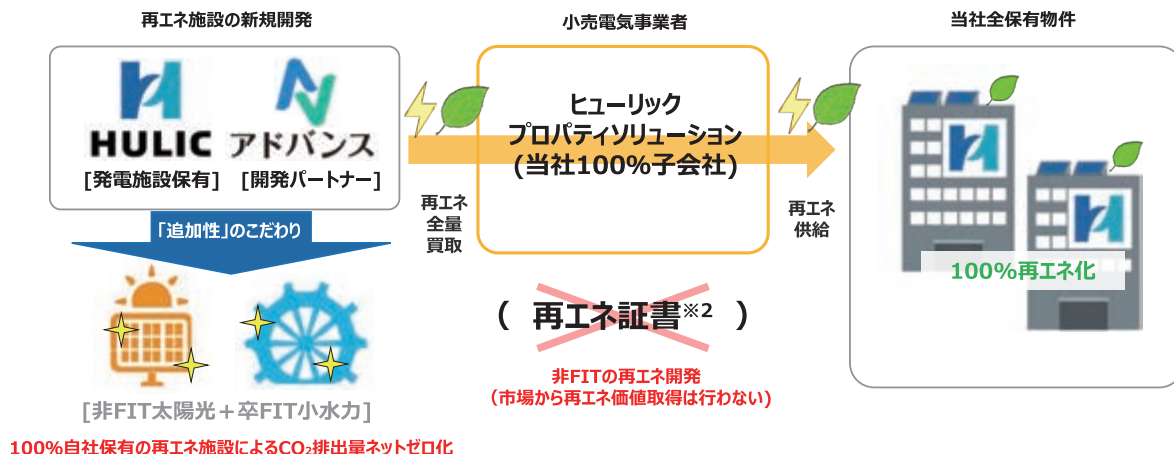 再エネ施設の新規開発
HULIC アドバンス
[発電施設保有] [開発パートナー]
「追加性」のこだわり
[非FIT太陽光＋卒FIT小水力]
100%自社保有の再エネ施設によるCO₂排出量ネットゼロ化
再エネ
全量
買取
小売電気事業者
ヒューリック
プロパティソリューション
(当社100%子会社)
( 再エネ証書※2 )
非FITの再エネ開発
（市場から再エネ価値取得は行わない）
再エネ
供給
当社全保有物件
100%再エネ化